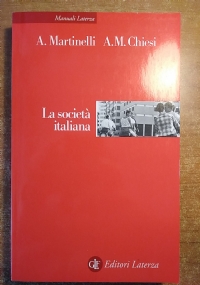 Manuali Laterza
A. Martinelli A.M. Chiesi
La società
italiana
Editori Laterza